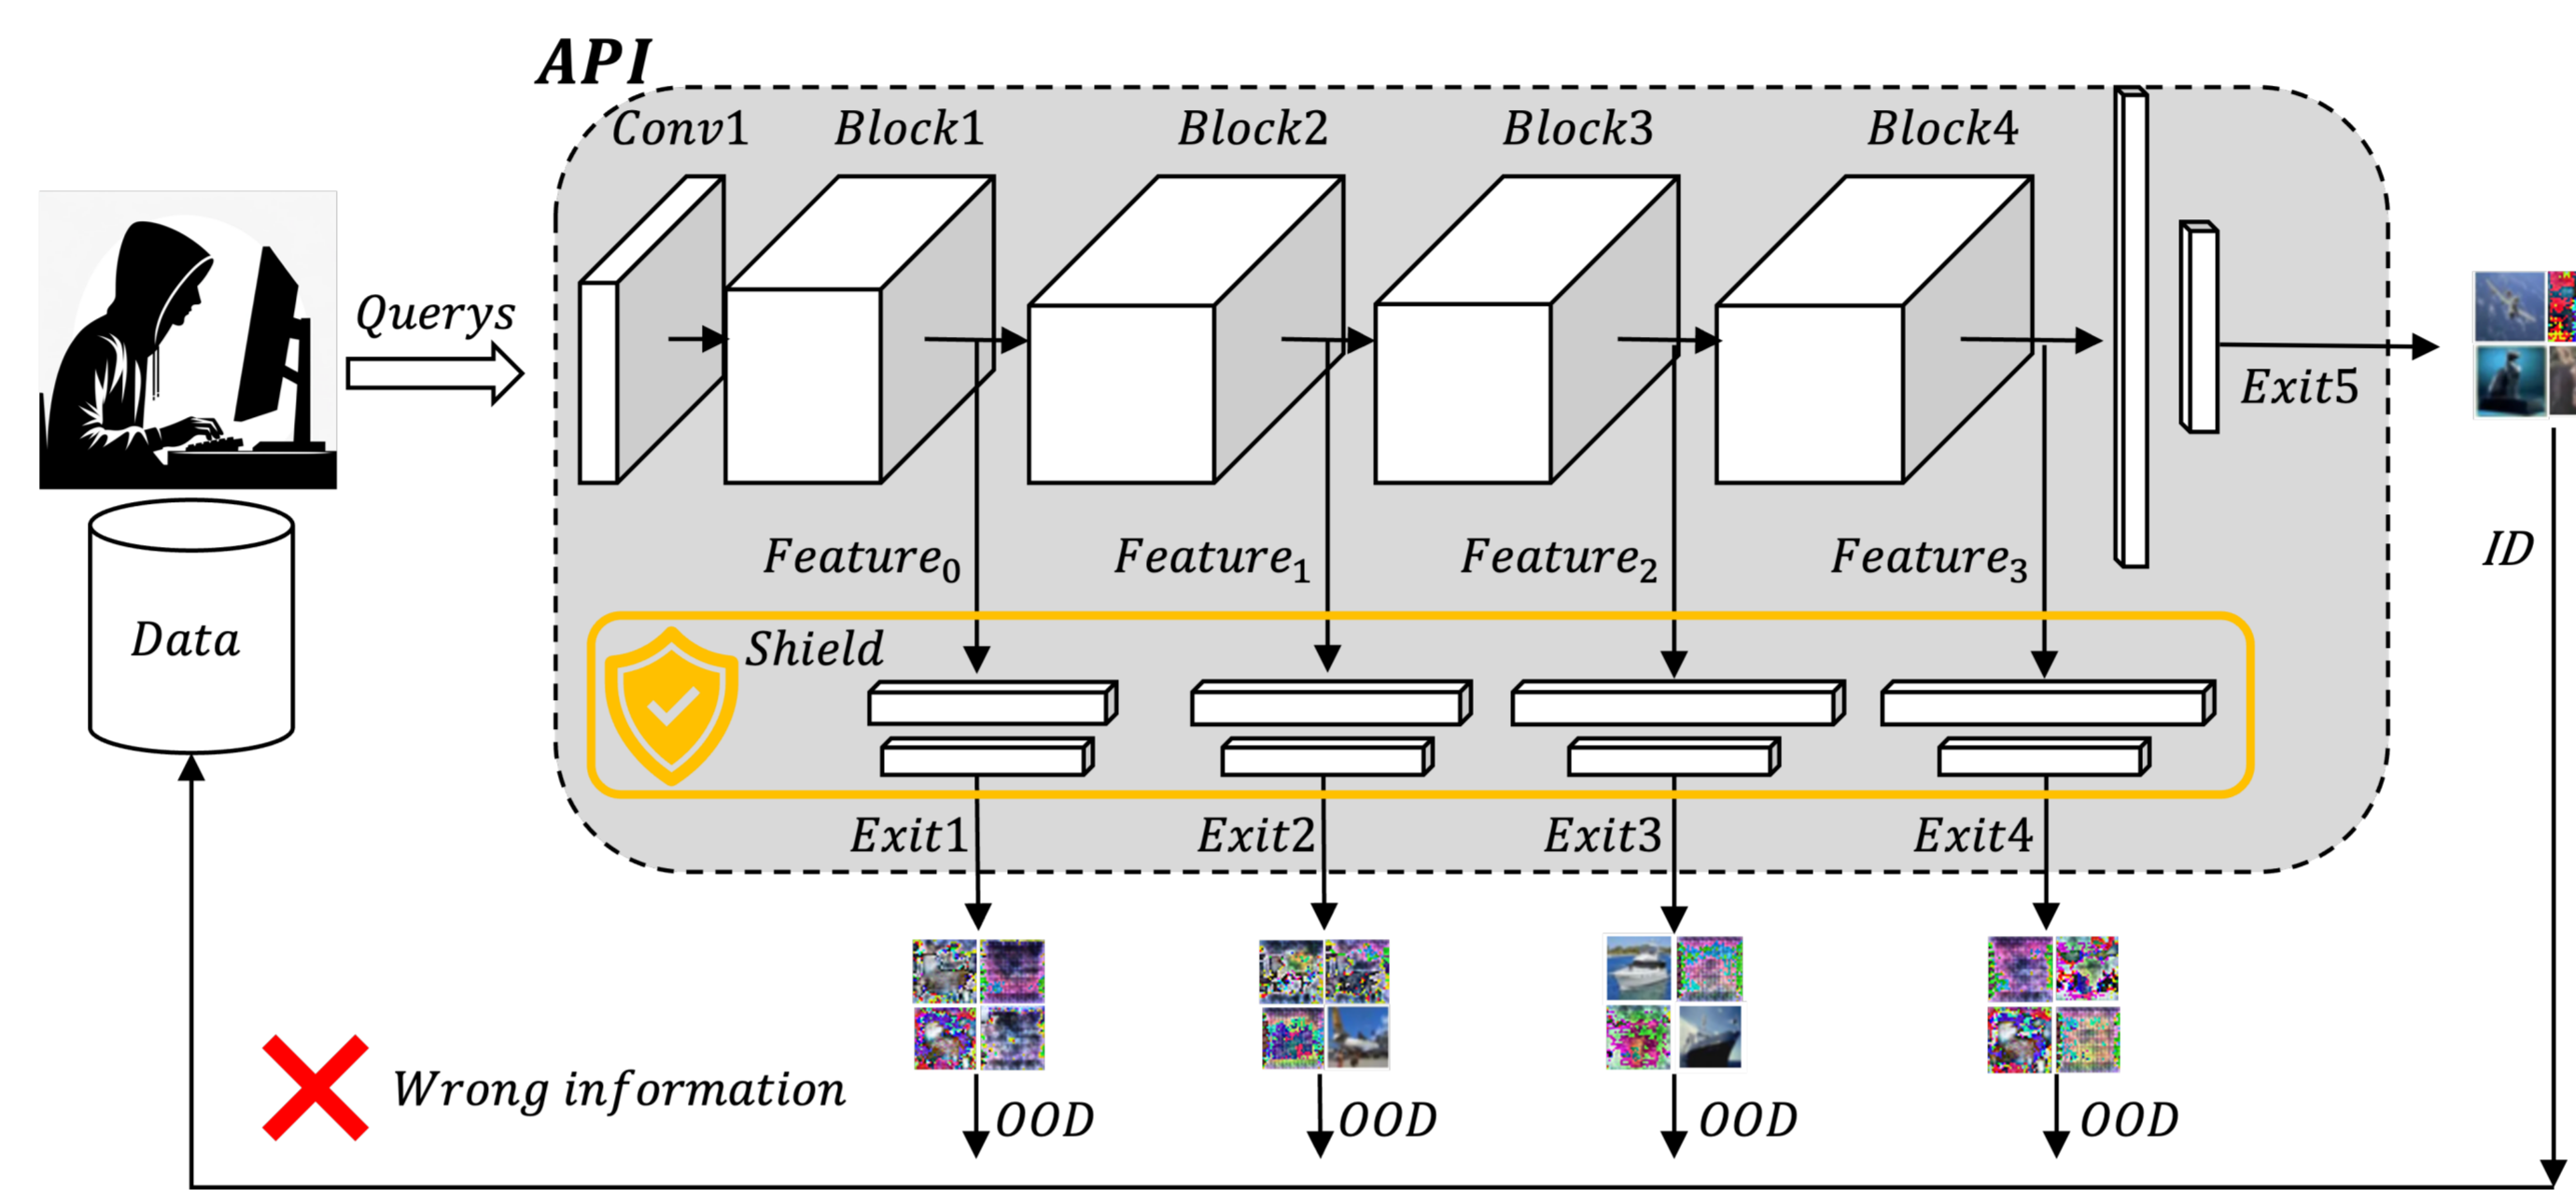 API
Conv1
Block1
Block2
Block3
Block4
Querys
Exit5
Feature0
Feature1
Feature2
Feature3
ID
Data
Shield
Exit1
Exit2
Exit3
Exit4
Wrong information
OOD
OOD
OOD
OOD